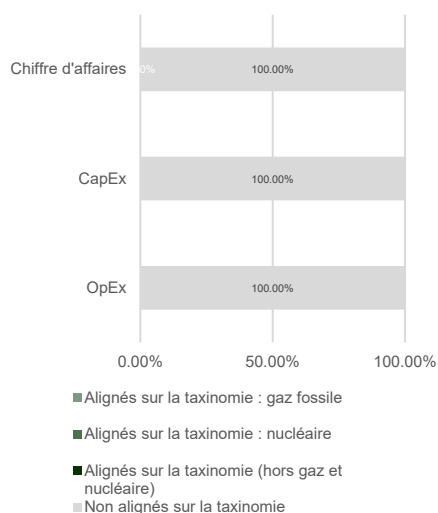 Chiffre d'affaires
0%
100.00%
CapEx
100.00%
OpEx
100.00%
0.00%
50.00%
100.00%
Alignés sur la taxinomie : gaz fossile
Alignés sur la taxinomie : nucléaire
Alignés sur la taxinomie (hors gaz et
nucléaire)
Non alignés sur la taxinomie